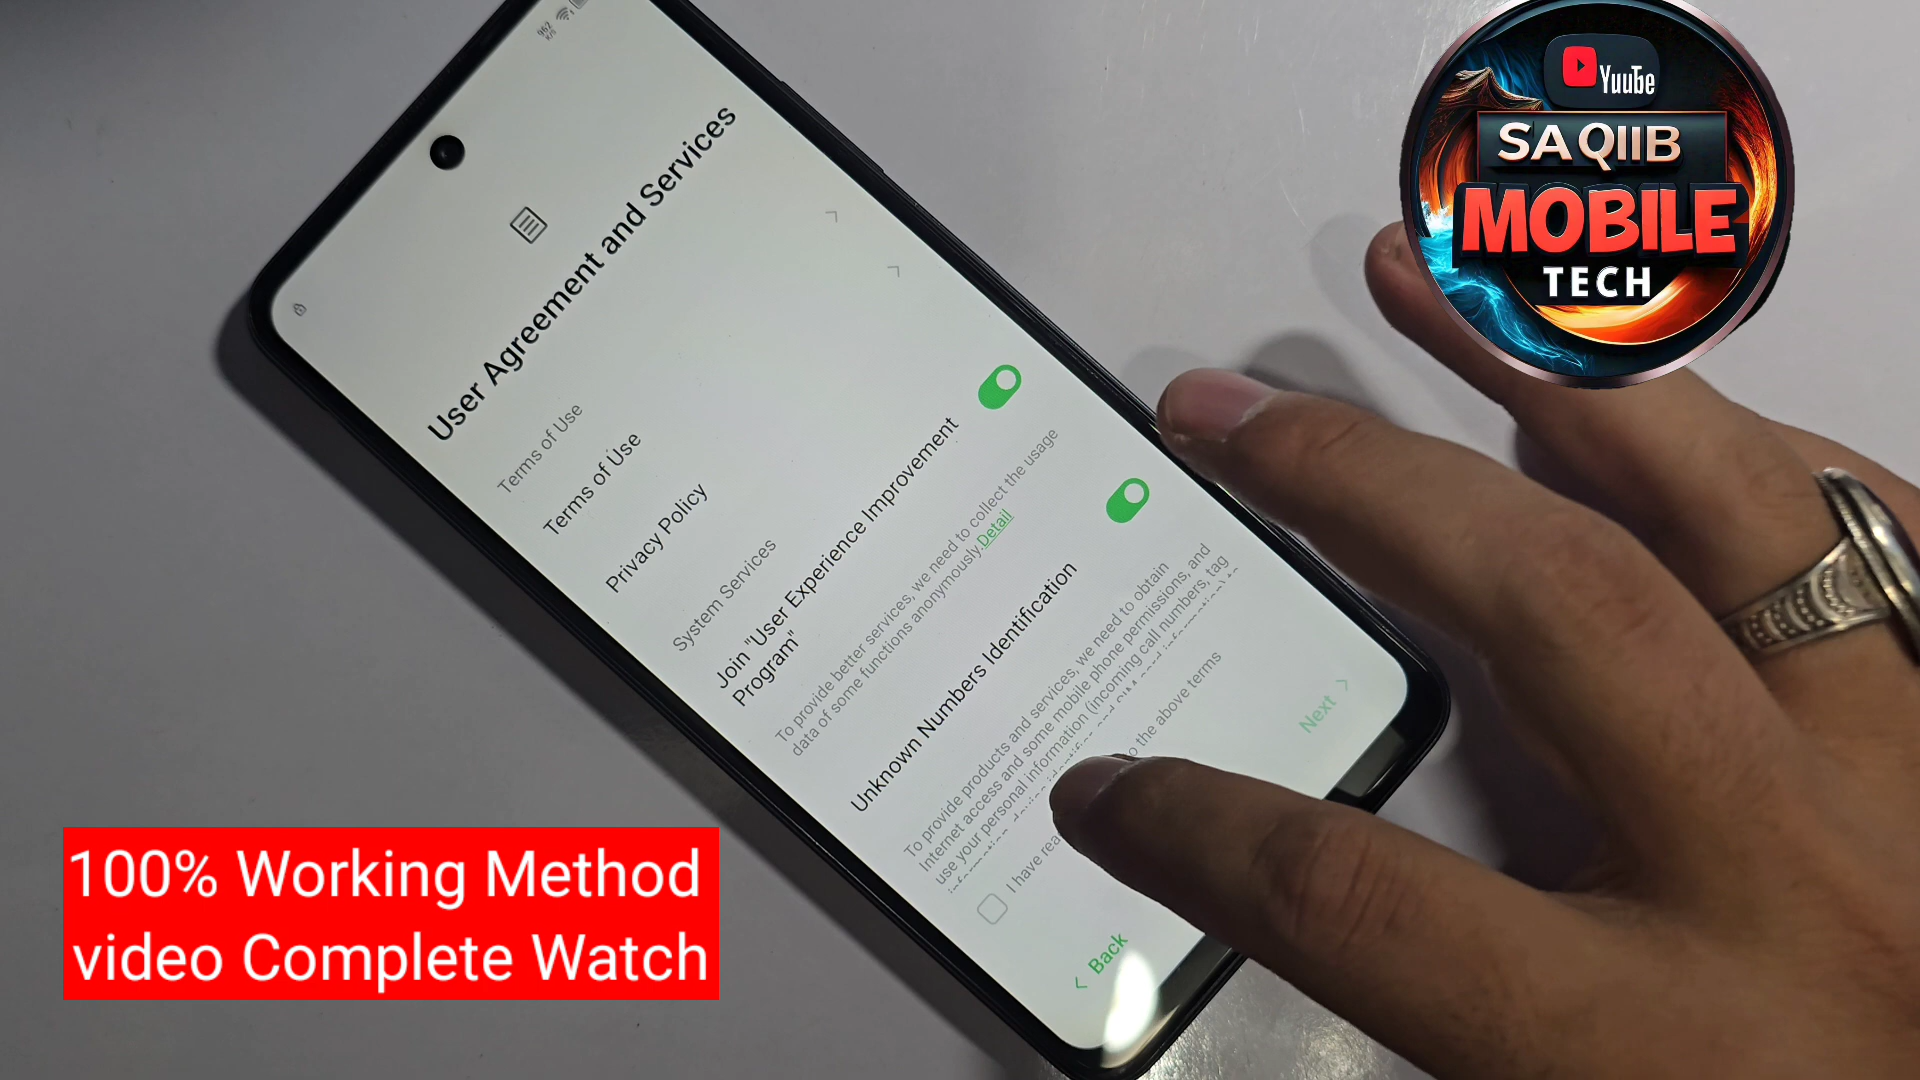 962
K/s
User Agreement and Services
Terms of Use
Terms of Use
Privacy Policy
System Services
Join "User Experience Improvement
Program"
To provide better services, we need to collect the usage
data of some functions anonymously.Detail
Unknown Numbers Identification
To provide products and services, we need to obtain
Internet access and some mobile phone permissions, and
use your personal information (incoming call numbers, tag
I have rea
o the above terms
Back
Next
YuuTbe
SAQIIB
MOBILE
TECH
100% Working Method
video Complete Watch